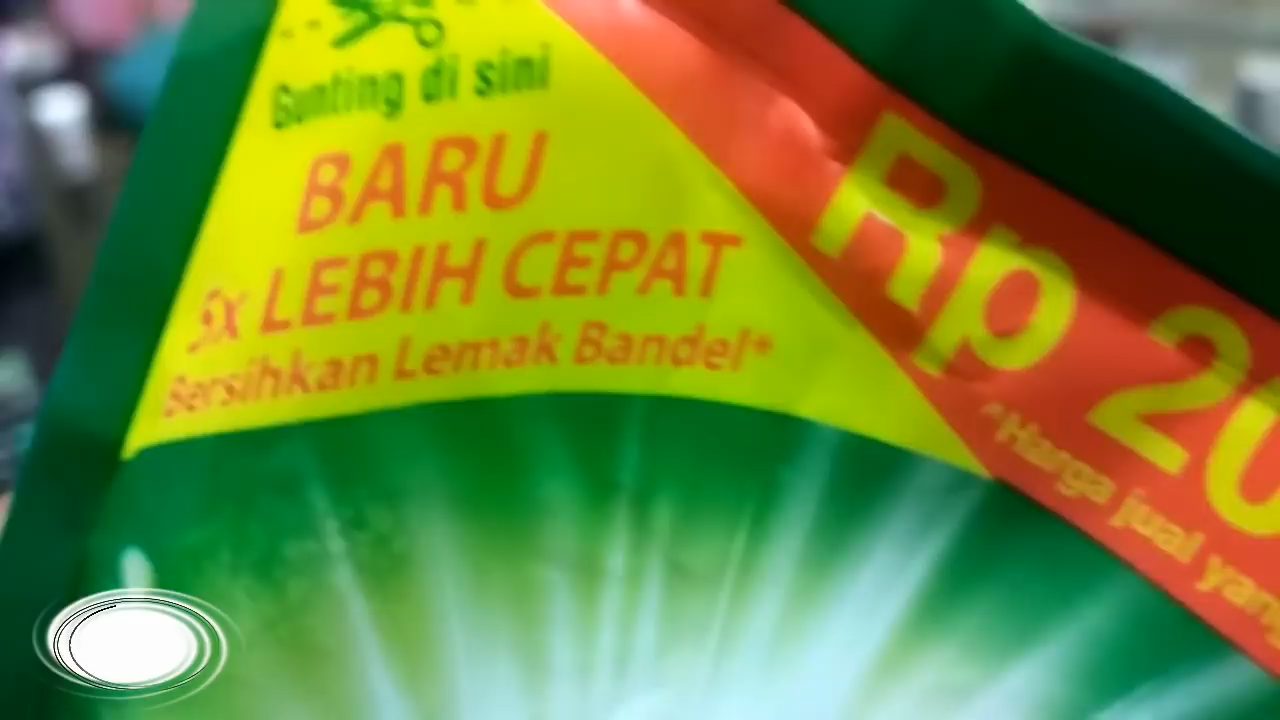 Gunting di sini
BARU
5x LEBIH CEPAT
Bersihkan Lemak Bandel*
Rp 20
*Harga jual yang